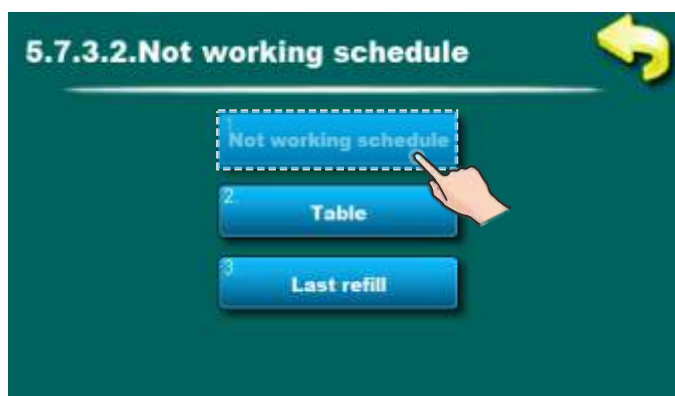 5.7.3.2.Not working schedule
1
Not working schedule
2.
Table
3
Last refill